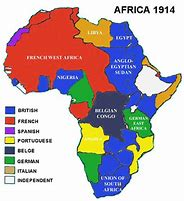 AFRICA 1914
LIBYA
EGYPT
FRENCH WEST AFRICA
ANGLO-
EGYPTIAN
SUDAN
NIGERIA
BELGIAN
CONGO
GERMAN
EAST
AFRICA
ANGOLA
UNION OF
SOUTH AFRICA
BRITISH
FRENCH
SPANISH
PORTUGUESE
BELGE
GERMAN
ITALIAN
INDEPENDENT